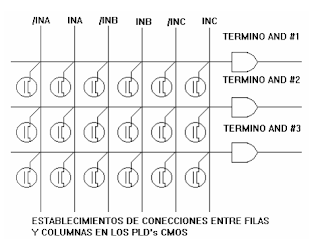 /INA INA /INB INB /INC INC
TERMINO AND #1
TERMINO AND #2
TERMINO AND #3
ESTABLECIMIENTOS DE CONECCIONES ENTRE FILAS
Y COLUMNAS EN LOS PLD's CMOS